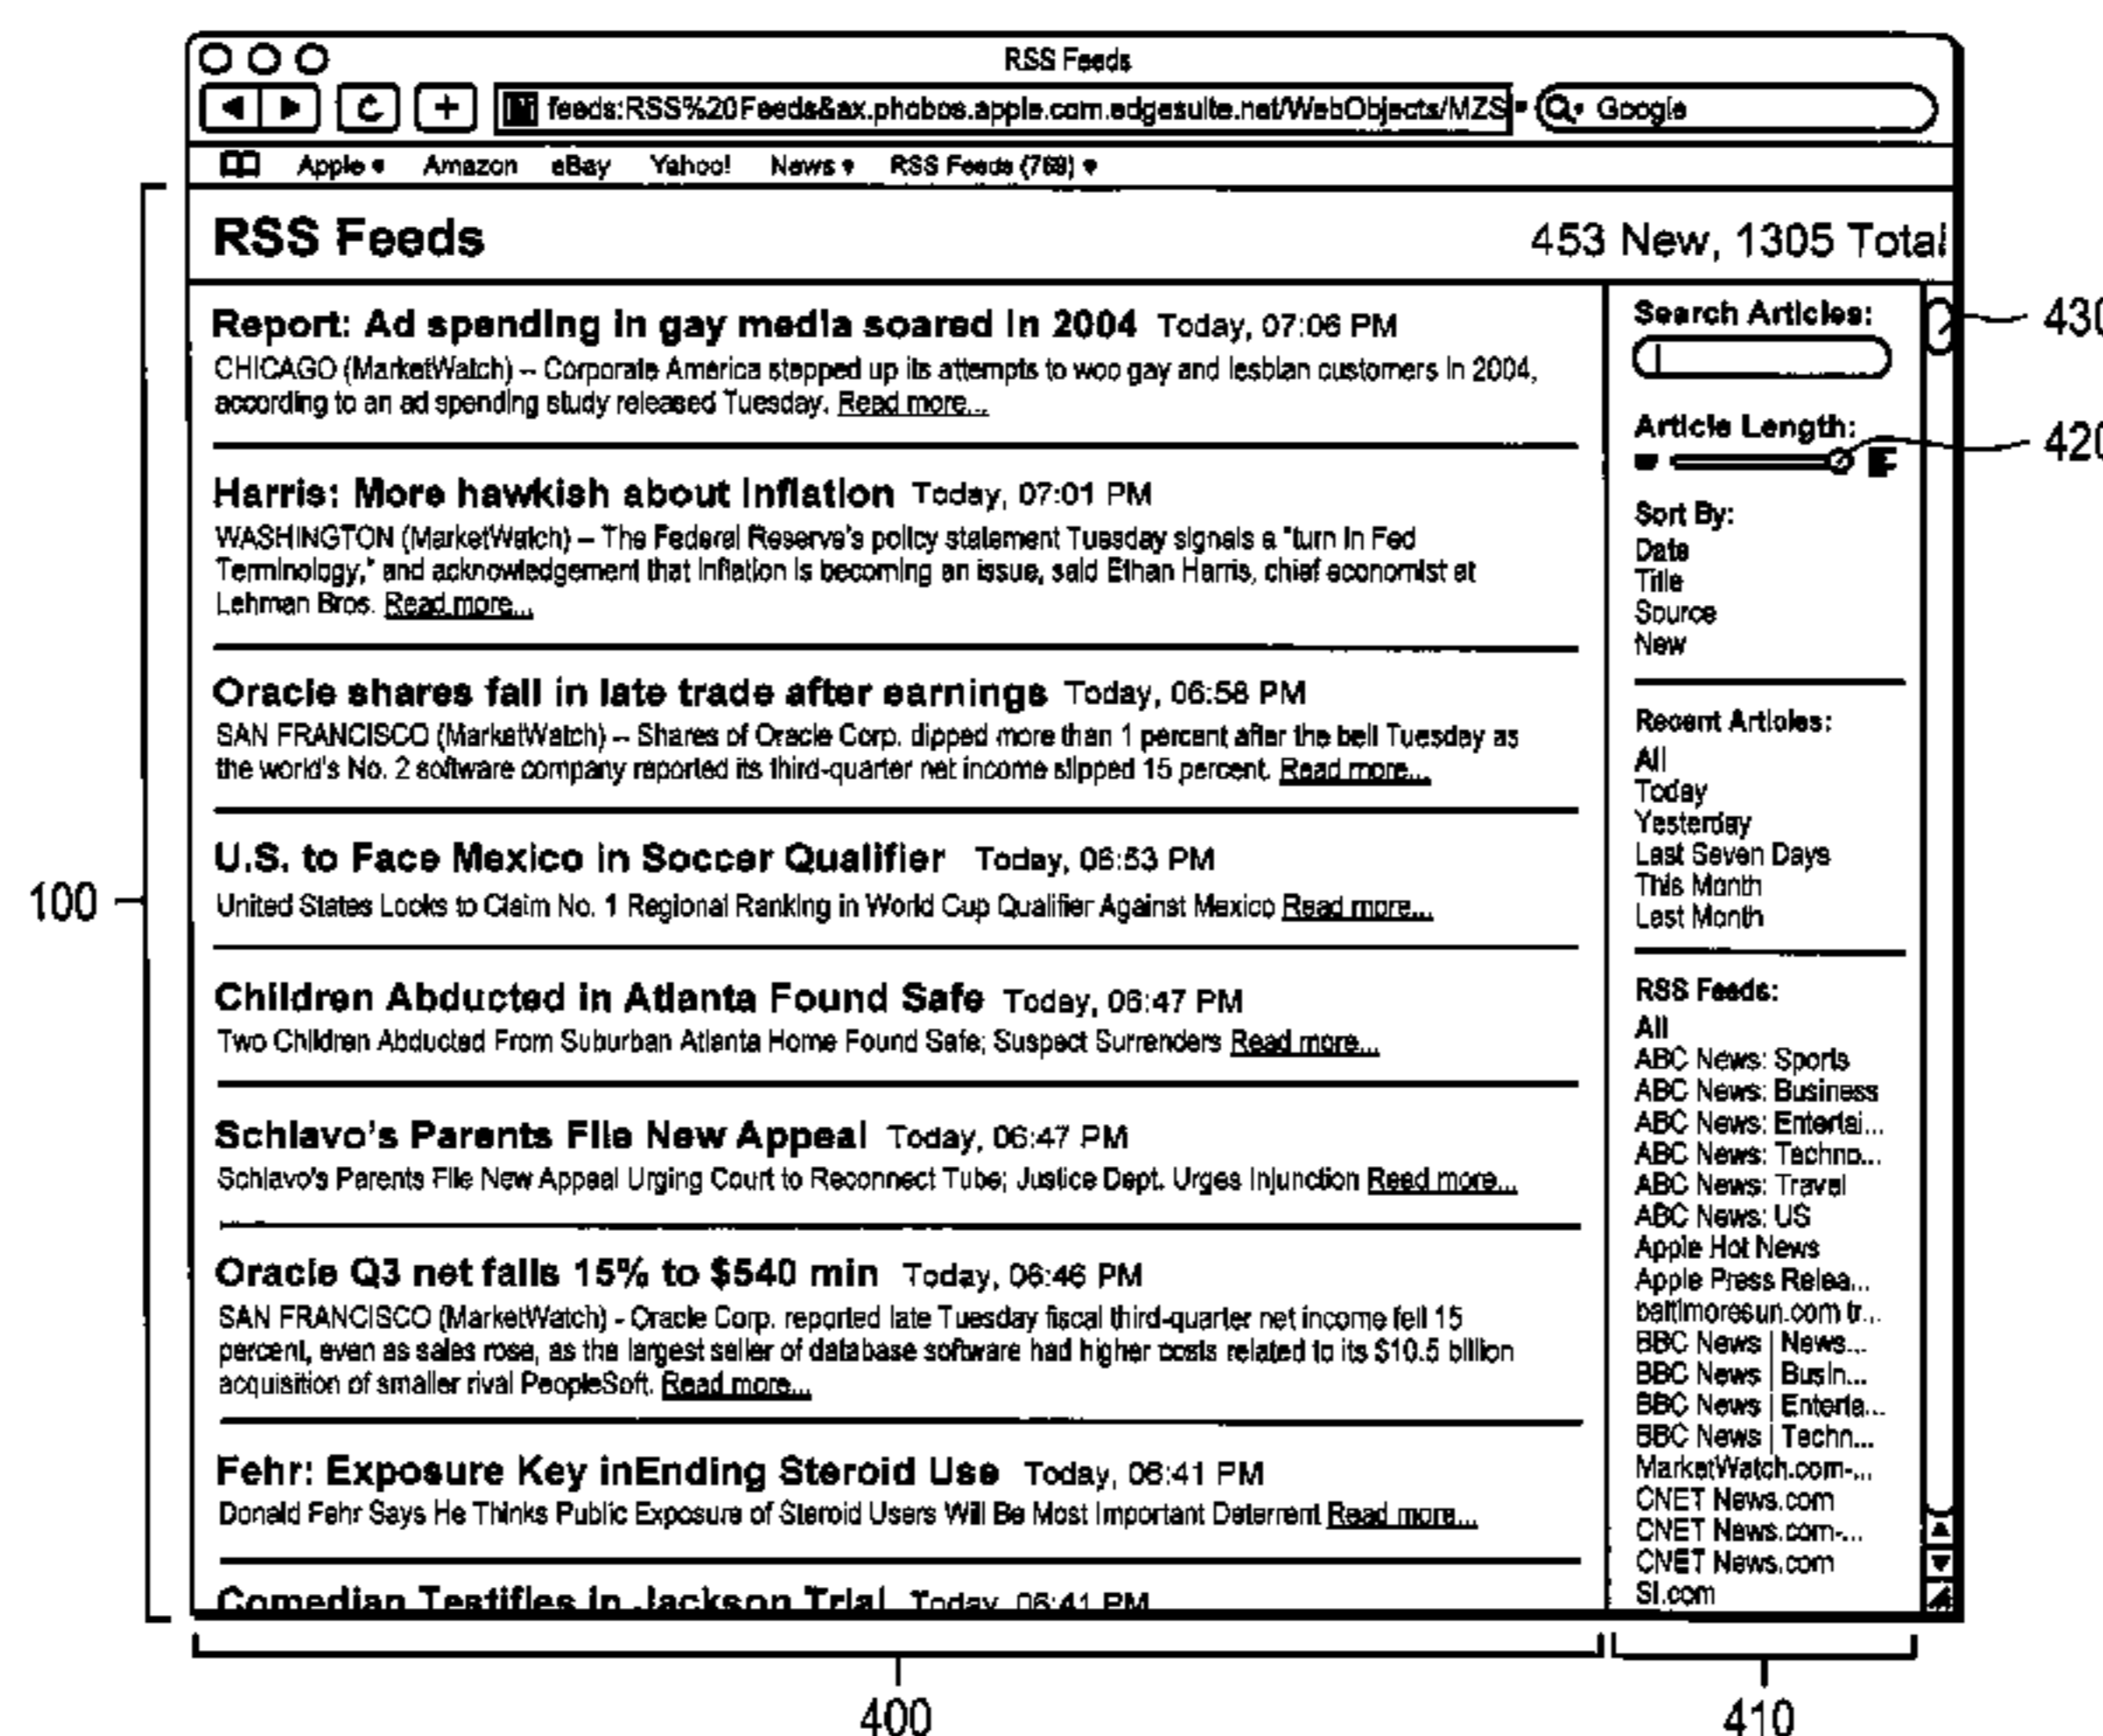 RSS Feeds
feeds:RSS%20Feeds&ax.phobos.apple.com.edgesuite.net/WebObjects/MZS
Google
Apple Amazon eBay Yahoo! News RSS Feeds (768)
RSS Feeds
453 New, 1305 Total
Report: Ad spending in gay media soared in 2004 Today, 07:06 PM
CHICAGO (MarketWatch) – Corporate America stepped up its attempts to woo gay and lesbian customers in 2004,
according to an ad spending study released Tuesday. Read more...
Harris: More hawkish about Inflation Today, 07:01 PM
WASHINGTON (MarketWatch) – The Federal Reserve's policy statement Tuesday signals a "turn in Fed
Terminology," and acknowledgement that inflation is becoming an issue, said Ethan Harris, chief economist at
Lehman Bros. Read more...
Oracle shares fall in late trade after earnings Today, 06:58 PM
SAN FRANCISCO (MarketWatch) – Shares of Oracle Corp. dipped more than 1 percent after the bell Tuesday as
the world's No. 2 software company reported its third-quarter net income slipped 15 percent. Read more...
U.S. to Face Mexico in Soccer Qualifier Today, 06:53 PM
United States Looks to Claim No. 1 Regional Ranking in World Cup Qualifier Against Mexico Read more...
Children Abducted in Atlanta Found Safe Today, 06:47 PM
Two Children Abducted From Suburban Atlanta Home Found Safe; Suspect Surrenders Read more...
Schiavo's Parents File New Appeal Today, 06:47 PM
Schiavo's Parents File New Appeal Urging Court to Reconnect Tube; Justice Dept. Urges Injunction Read more...
Oracle Q3 net falls 15% to $540 mln Today, 06:46 PM
SAN FRANCISCO (MarketWatch) - Oracle Corp. reported late Tuesday fiscal third-quarter net income fell 15
percent, even as sales rose, as the largest seller of database software had higher costs related to its $10.5 billion
acquisition of smaller rival PeopleSoft. Read more...
Fehr: Exposure Key inEnding Steroid Use Today, 06:41 PM
Donald Fehr Says He Thinks Public Exposure of Steroid Users Will Be Most Important Deterrent Read more...
Comedian Testifies in Jackson Trial Today, 06:41 PM
Search Articles:
Article Length:
Sort By:
Date
Title
Source
New
Recent Articles:
All
Today
Yesterday
Last Seven Days
This Month
Last Month
RSS Feeds:
All
ABC News: Sports
ABC News: Business
ABC News: Entertai...
ABC News: Techno...
ABC News: Travel
ABC News: US
Apple Hot News
Apple Press Relea...
baltimoresun.com tr...
BBC News | News...
BBC News | Busin...
BBC News | Enterta...
BBC News | Techn...
MarketWatch.com-...
CNET News.com
CNET News.com-...
CNET News.com
SI.com
430
420
100
400
410